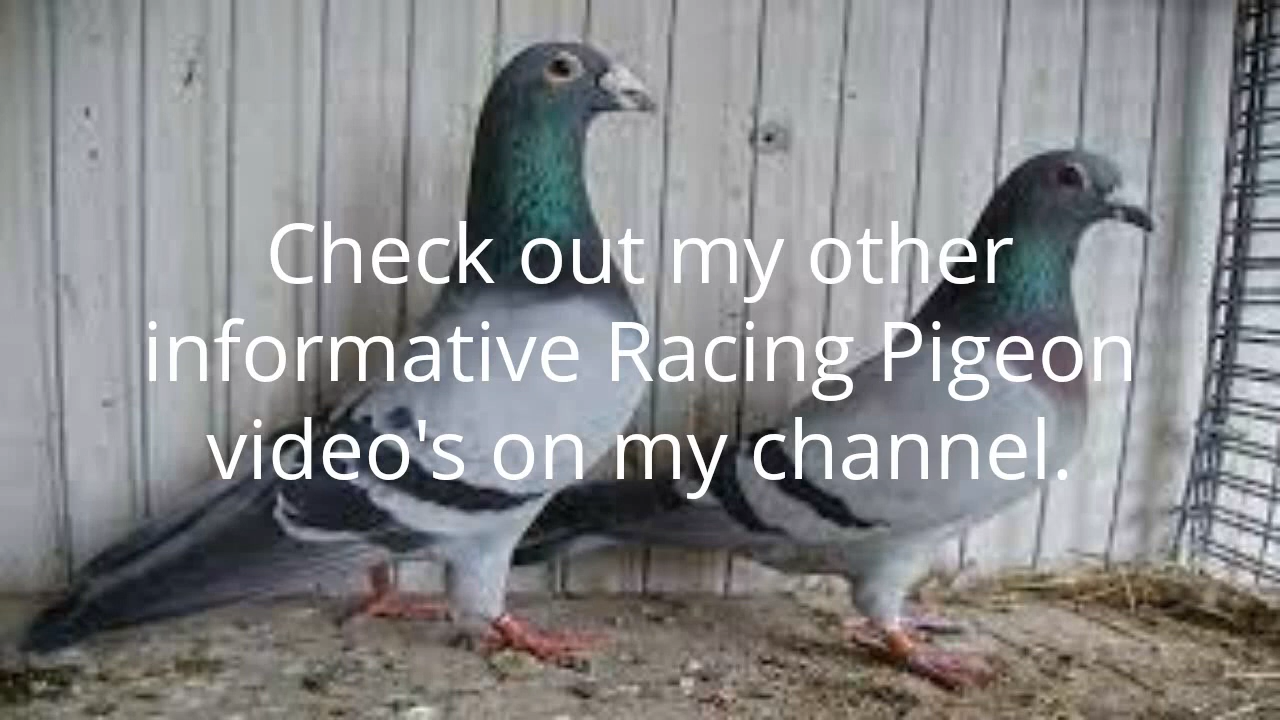 Check out my other
informative Racing Pigeon
video's on my channel.